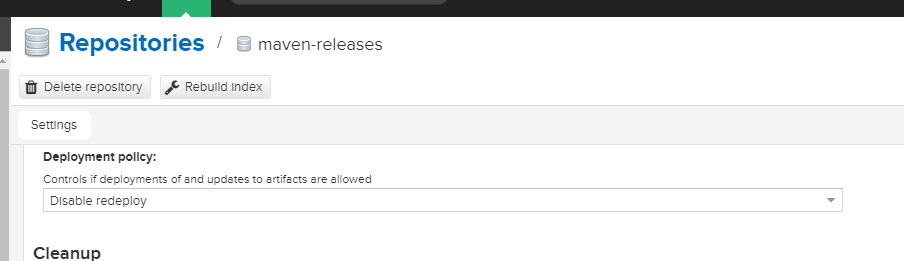 Repositories / maven-releases
Delete repository Rebuild index
Settings
Deployment policy:
Controls if deployments of and updates to artifacts are allowed
Disable redeploy
Cleanup